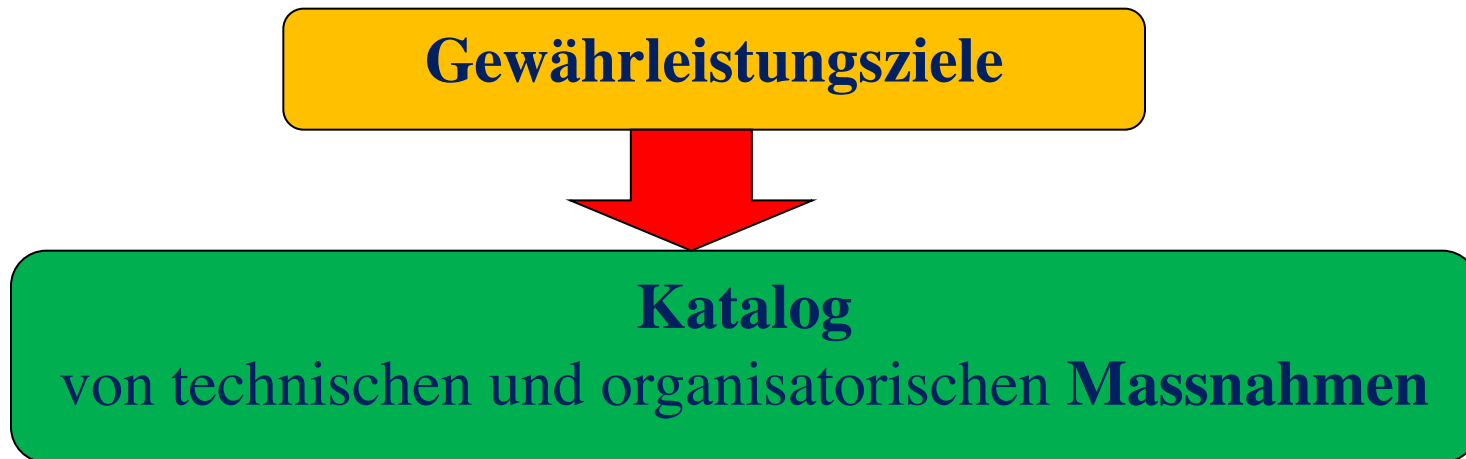 Gewährleistungsziele
Katalog
von technischen und organisatorischen Massnahmen